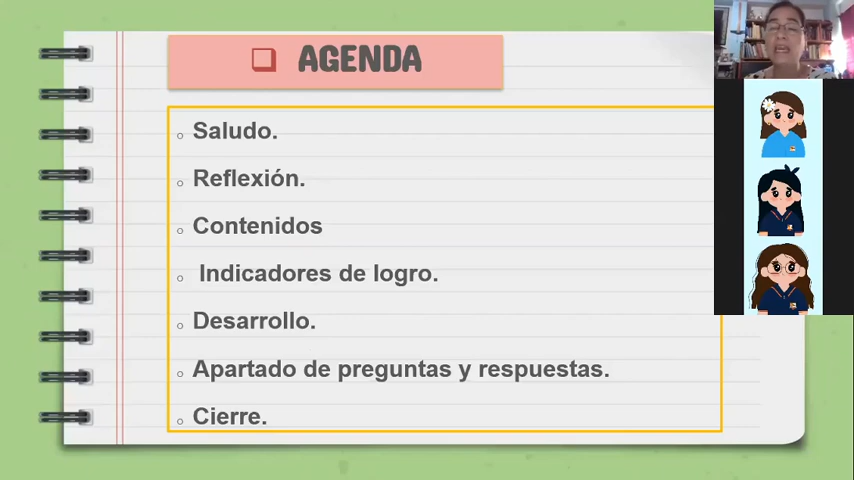 AGENDA
Saludo.
Reflexión.
Contenidos
Indicadores de logro.
Desarrollo.
Apartado de preguntas y respuestas.
Cierre.